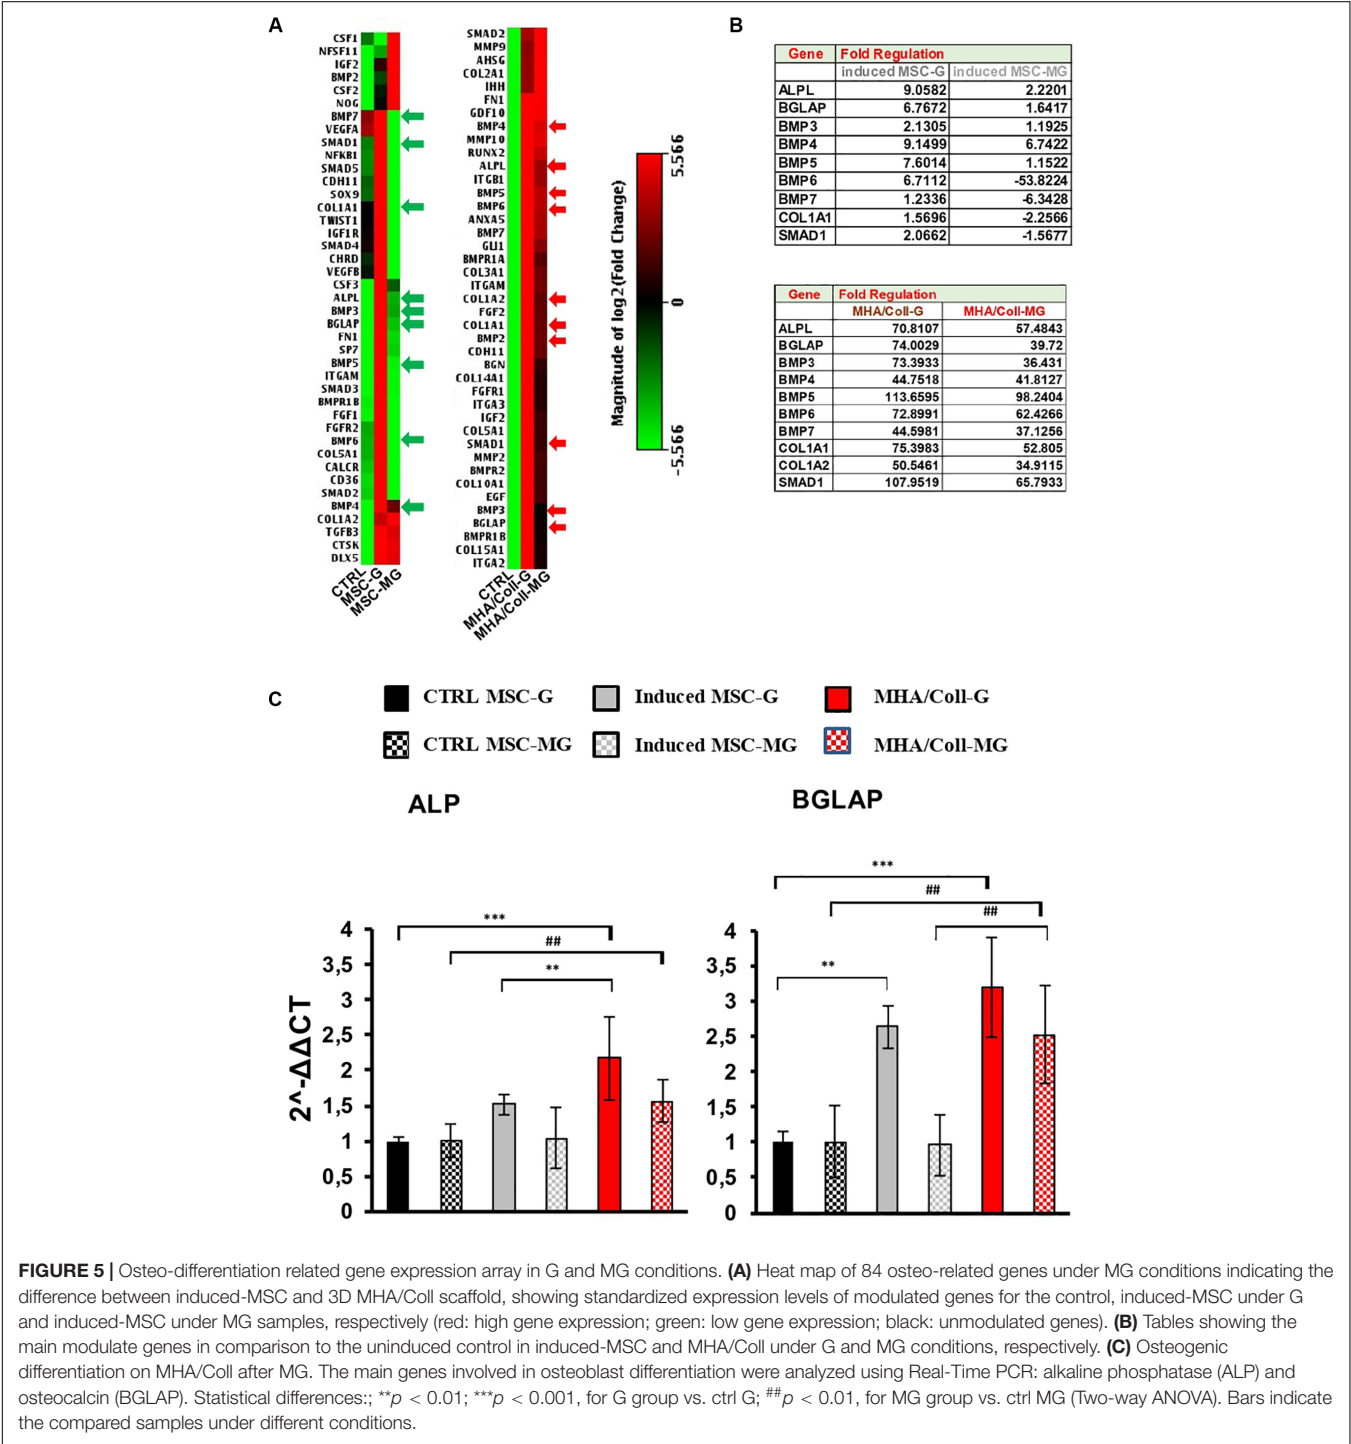 A
CSF1
NFSF11
IGF2
BMP2
CSF2
NOG
BMP7
VEGFA
SMAD1
NFKB1
SMAD5
CDH11
SOX9
COL1A1
TWIST1
IGF1R
SMAD4
CHRD
VEGFB
CSF3
ALPL
BMP3
BGLAP
FN1
SP7
BMP5
ITGAM
SMAD3
BMPR1B
FGF1
FGFR2
BMP6
COL5A1
CALCR
CD36
SMAD2
BMP4
COL1A2
TGFB3
CTSK
DLX5
CTRL
MSC-G
MSC-MG
SMAD2
MMP9
AHSG
COL2A1
IHH
FN1
GDF10
BMP4
MMP10
RUNX2
ALPL
ITGB1
BMP5
BMP6
ANXA5
BMP7
GLI1
BMPR1A
COL3A1
ITGAM
COL1A2
FGF2
COL1A1
BMP2
CDH11
BGN
COL14A1
FGFR1
ITGA3
IGF2
COL5A1
SMAD1
MMP2
BMPR2
COL10A1
EGF
BMP3
BGLAP
BMPR1B
COL15A1
ITGA2
CTRL
MHA/Coll-G
MHA/Coll-MG
Magnitude of log2(Fold Change)
5.566
0
-5.566
B
Gene Fold Regulation
induced MSC-G induced MSC-MG
ALPL 9.0582 2.2201
BGLAP 6.7672 1.6417
BMP3 2.1305 1.1925
BMP4 9.1499 6.7422
BMP5 7.6014 1.1522
BMP6 6.7112 -53.8224
BMP7 1.2336 -6.3428
COL1A1 1.5696 -2.2566
SMAD1 2.0662 -1.5677
Gene Fold Regulation
MHA/Coll-G MHA/Coll-MG
ALPL 70.8107 57.4843
BGLAP 74.0029 39.72
BMP3 73.3933 36.431
BMP4 44.7518 41.8127
BMP5 113.6595 98.2404
BMP6 72.8991 62.4266
BMP7 44.5981 37.1256
COL1A1 75.3983 52.805
COL1A2 50.5461 34.9115
SMAD1 107.9519 65.7933
C
CTRL MSC-G Induced MSC-G MHA/Coll-G
CTRL MSC-MG Induced MSC-MG MHA/Coll-MG
ALP
2^-ΔΔCT
4
3,5
3
2,5
2
1,5
1
0,5
0
***
##
**
BGLAP
4
3,5
3
2,5
2
1,5
1
0,5
0
***
##
##
**
FIGURE 5 | Osteo-differentiation related gene expression array in G and MG conditions. (A) Heat map of 84 osteo-related genes under MG conditions indicating the
difference between induced-MSC and 3D MHA/Coll scaffold, showing standardized expression levels of modulated genes for the control, induced-MSC under G
and induced-MSC under MG samples, respectively (red: high gene expression; green: low gene expression; black: unmodulated genes). (B) Tables showing the
main modulate genes in comparison to the uninduced control in induced-MSC and MHA/Coll under G and MG conditions, respectively. (C) Osteogenic
differentiation on MHA/Coll after MG. The main genes involved in osteoblast differentiation were analyzed using Real-Time PCR: alkaline phosphatase (ALP) and
osteocalcin (BGLAP). Statistical differences:; **p < 0.01; ***p < 0.001, for G group vs. ctrl G; ##p < 0.01, for MG group vs. ctrl MG (Two-way ANOVA). Bars indicate
the compared samples under different conditions.